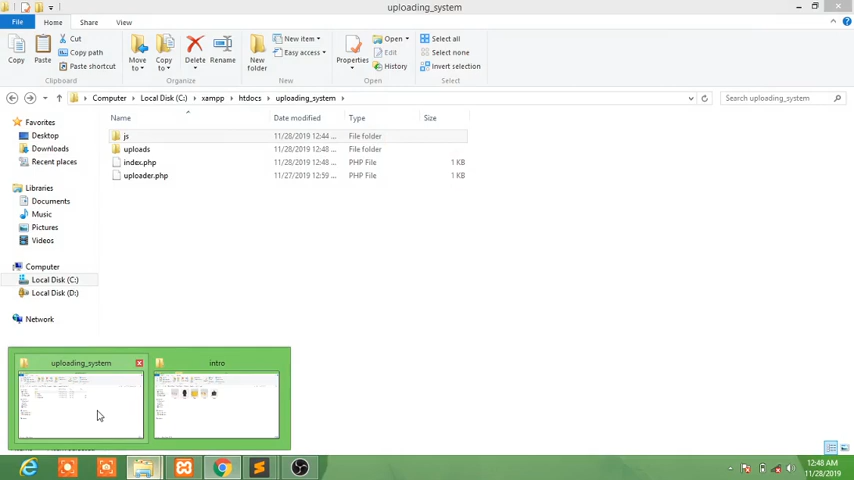 uploading_system
File
Home
Share
View
Copy
Paste
Cut
Copy path
Paste shortcut
Clipboard
Move to
Copy to
Delete
Rename
Organize
New folder
New item
Easy access
New
Properties
Open
Edit
History
Open
Select all
Select none
Invert selection
Select
Computer
Local Disk (C:)
xampp
htdocs
uploading_system
Search uploading_system
Name
Date modified
Type
Size
Favorites
Desktop
Downloads
Recent places
Libraries
Documents
Music
Pictures
Videos
Computer
Local Disk (C:)
Local Disk (D:)
Network
js 11/28/2019 12:44 ... File folder
uploads 11/28/2019 12:48 ... File folder
index.php 11/28/2019 12:48 ... PHP File 1 KB
uploader.php 11/27/2019 12:59 ... PHP File 1 KB
uploading_system
intro
12:48 AM
11/28/2019